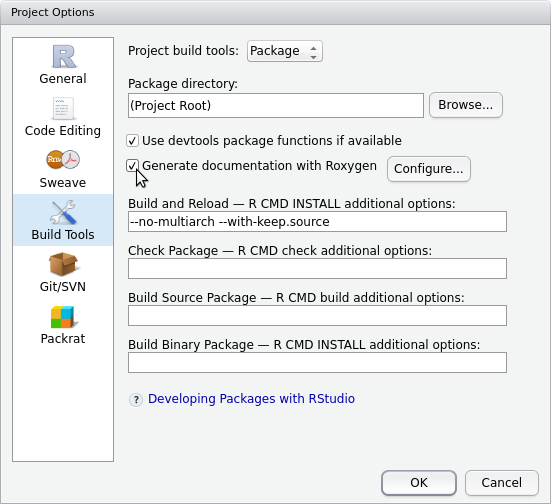 Project Options
General
Code Editing
Rnw
Sweave
Build Tools
Git/SVN
Packrat
Project build tools: Package
Package directory:
(Project Root) Browse...
Use devtools package functions if available
Generate documentation with Roxygen Configure...
Build and Reload — R CMD INSTALL additional options:
--no-multiarch --with-keep.source
Check Package — R CMD check additional options:
Build Source Package — R CMD build additional options:
Build Binary Package — R CMD INSTALL additional options:
? Developing Packages with RStudio
OK Cancel